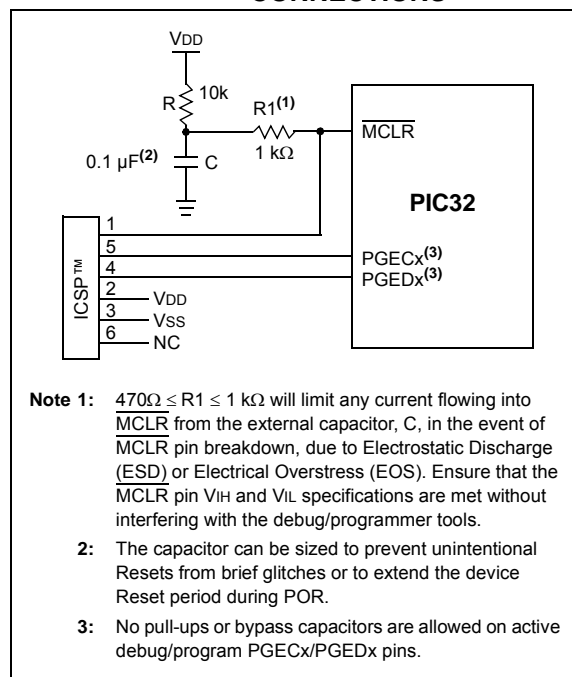 CONNECTIONS
VDD
R
10k
R1(1)
1 kΩ
0.1 µF(2)
C
MCLR
PIC32
PGECx(3)
PGEDx(3)
ICSP™
1
5
4
2
VDD
3
VSS
6
NC
Note 1: 470Ω ≤ R1 ≤ 1 kΩ will limit any current flowing into
MCLR from the external capacitor, C, in the event of
MCLR pin breakdown, due to Electrostatic Discharge
(ESD) or Electrical Overstress (EOS). Ensure that the
MCLR pin VIH and VIL specifications are met without
interfering with the debug/programmer tools.
2: The capacitor can be sized to prevent unintentional
Resets from brief glitches or to extend the device
Reset period during POR.
3: No pull-ups or bypass capacitors are allowed on active
debug/program PGECx/PGEDx pins.